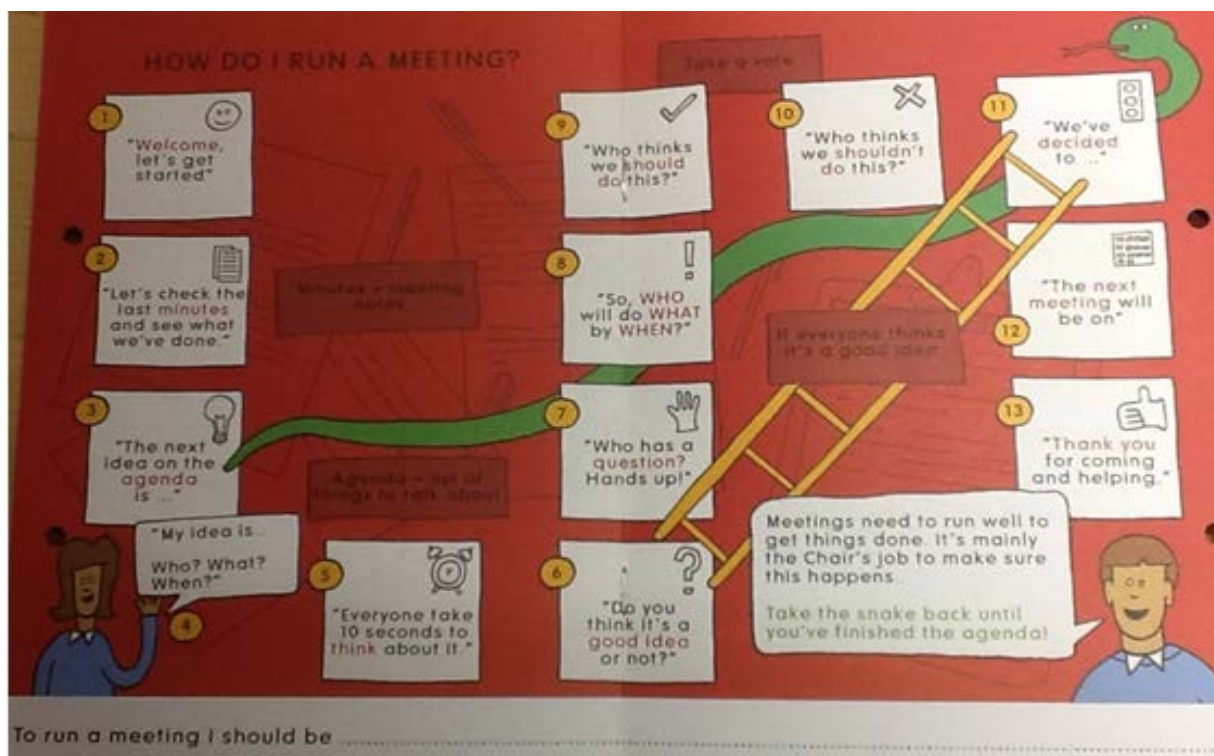 HOW DO I RUN A MEETING?
Take a vote
1
"Welcome,
let's get
started"
2
"Let's check the
last minutes
and see what
we've done."
Minutes = meeting
notes
3
"The next
idea on the
agenda
is ..."
Agenda = list of
things to talk about
4
"My idea is..
Who? What?
When?"
5
"Everyone take
10 seconds to
think about it."
6
"Do you
think it's a
good idea
or not?"
7
"Who has a
question?
Hands up!"
8
"So, WHO
will do WHAT
by WHEN?"
9
"Who thinks
we should
do this?"
10
"Who thinks
we shouldn't
do this?"
11
"We've
decided
to ..."
If everyone thinks
it's a good idea
12
"The next
meeting will
be on"
13
"Thank you
for coming
and helping."
Meetings need to run well to
get things done. It's mainly
the Chair's job to make sure
this happens
Take the snake back until
you've finished the agenda!
To run a meeting I should be